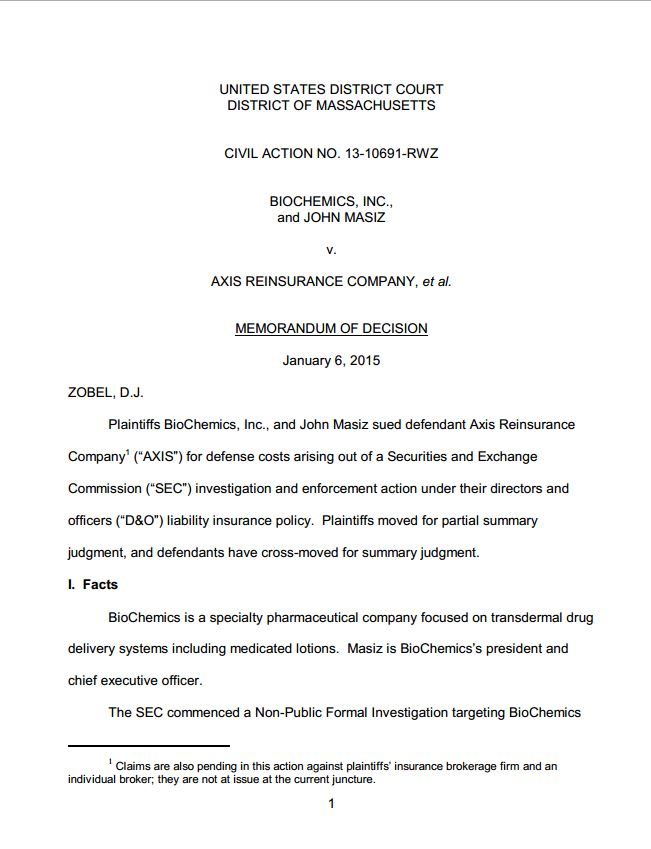 UNITED STATES DISTRICT COURT
DISTRICT OF MASSACHUSETTS
CIVIL ACTION NO. 13-10691-RWZ
BIOCHEMICS, INC.,
and JOHN MASIZ
v.
AXIS REINSURANCE COMPANY, et al.
MEMORANDUM OF DECISION
January 6, 2015
ZOBEL, D.J.
Plaintiffs BioChemics, Inc., and John Masiz sued defendant Axis Reinsurance
Company1 (“AXIS”) for defense costs arising out of a Securities and Exchange
Commission (“SEC”) investigation and enforcement action under their directors and
officers (“D&O”) liability insurance policy. Plaintiffs moved for partial summary
judgment, and defendants have cross-moved for summary judgment.
I. Facts
BioChemics is a specialty pharmaceutical company focused on transdermal drug
delivery systems including medicated lotions. Masiz is BioChemics’s president and
chief executive officer.
The SEC commenced a Non-Public Formal Investigation targeting BioChemics
1 Claims are also pending in this action against plaintiffs’ insurance brokerage firm and an
individual broker; they are not at issue at the current juncture.
1